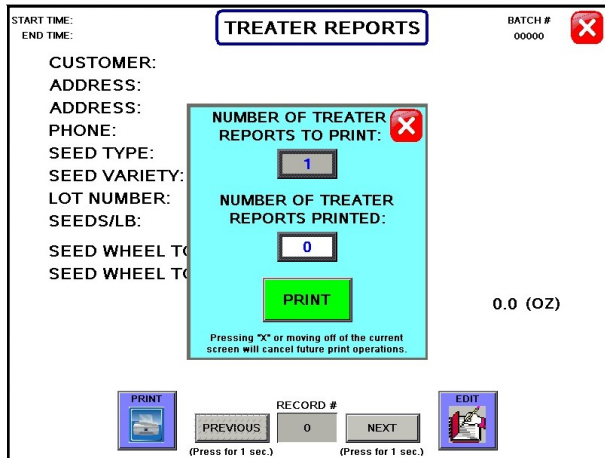 START TIME:
END TIME:
TREATER REPORTS
BATCH #
00000
CUSTOMER:
ADDRESS:
ADDRESS:
PHONE:
SEED TYPE:
SEED VARIETY:
LOT NUMBER:
SEEDS/LB:
SEED WHEEL TO
SEED WHEEL TO
NUMBER OF TREATER
REPORTS TO PRINT:
1
NUMBER OF TREATER
REPORTS PRINTED:
0
PRINT
Pressing "X" or moving off of the current
screen will cancel future print operations.
0.0 (OZ)
PRINT
PREVIOUS
(Press for 1 sec.)
RECORD #
0
NEXT
(Press for 1 sec.)
EDIT